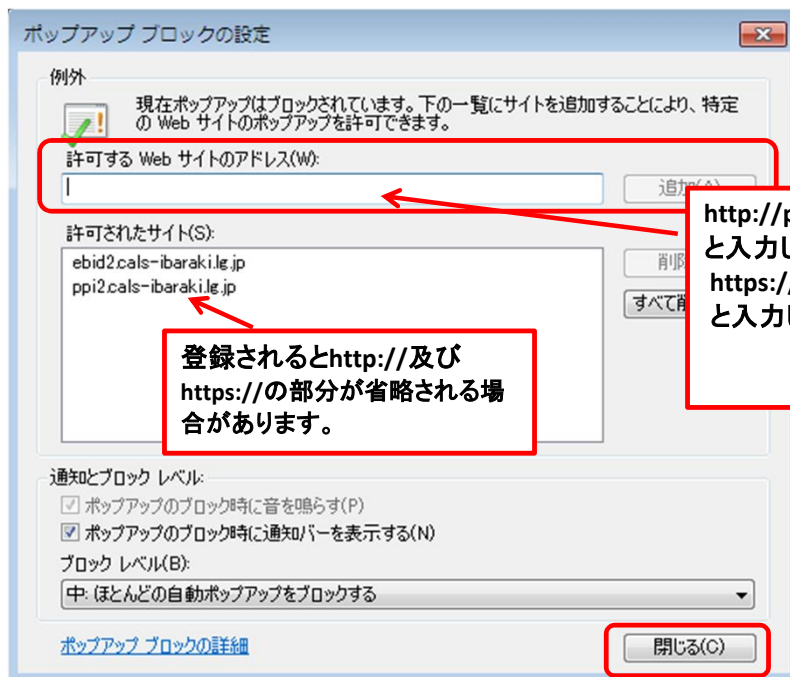 ポップアップ ブロックの設定
例外
現在ポップアップはブロックされています。下の一覧にサイトを追加することにより、特定
の Web サイトのポップアップを許可できます。
許可する Web サイトのアドレス(W):
追加(A)
http://p
と入力し
許可されたサイト(S):
ebid2.cals-ibaraki.lg.jp
削除
https://
ppi2.cals-ibaraki.lg.jp
すべて削
と入力し
登録されるとhttp://及び
https://の部分が省略される場
合があります。
通知とブロック レベル:
ポップアップのブロック時に音を鳴らす(P)
ポップアップのブロック時に通知バーを表示する(N)
ブロック レベル(B):
中: ほとんどの自動ポップアップをブロックする
ポップアップ ブロックの詳細
閉じる(C)